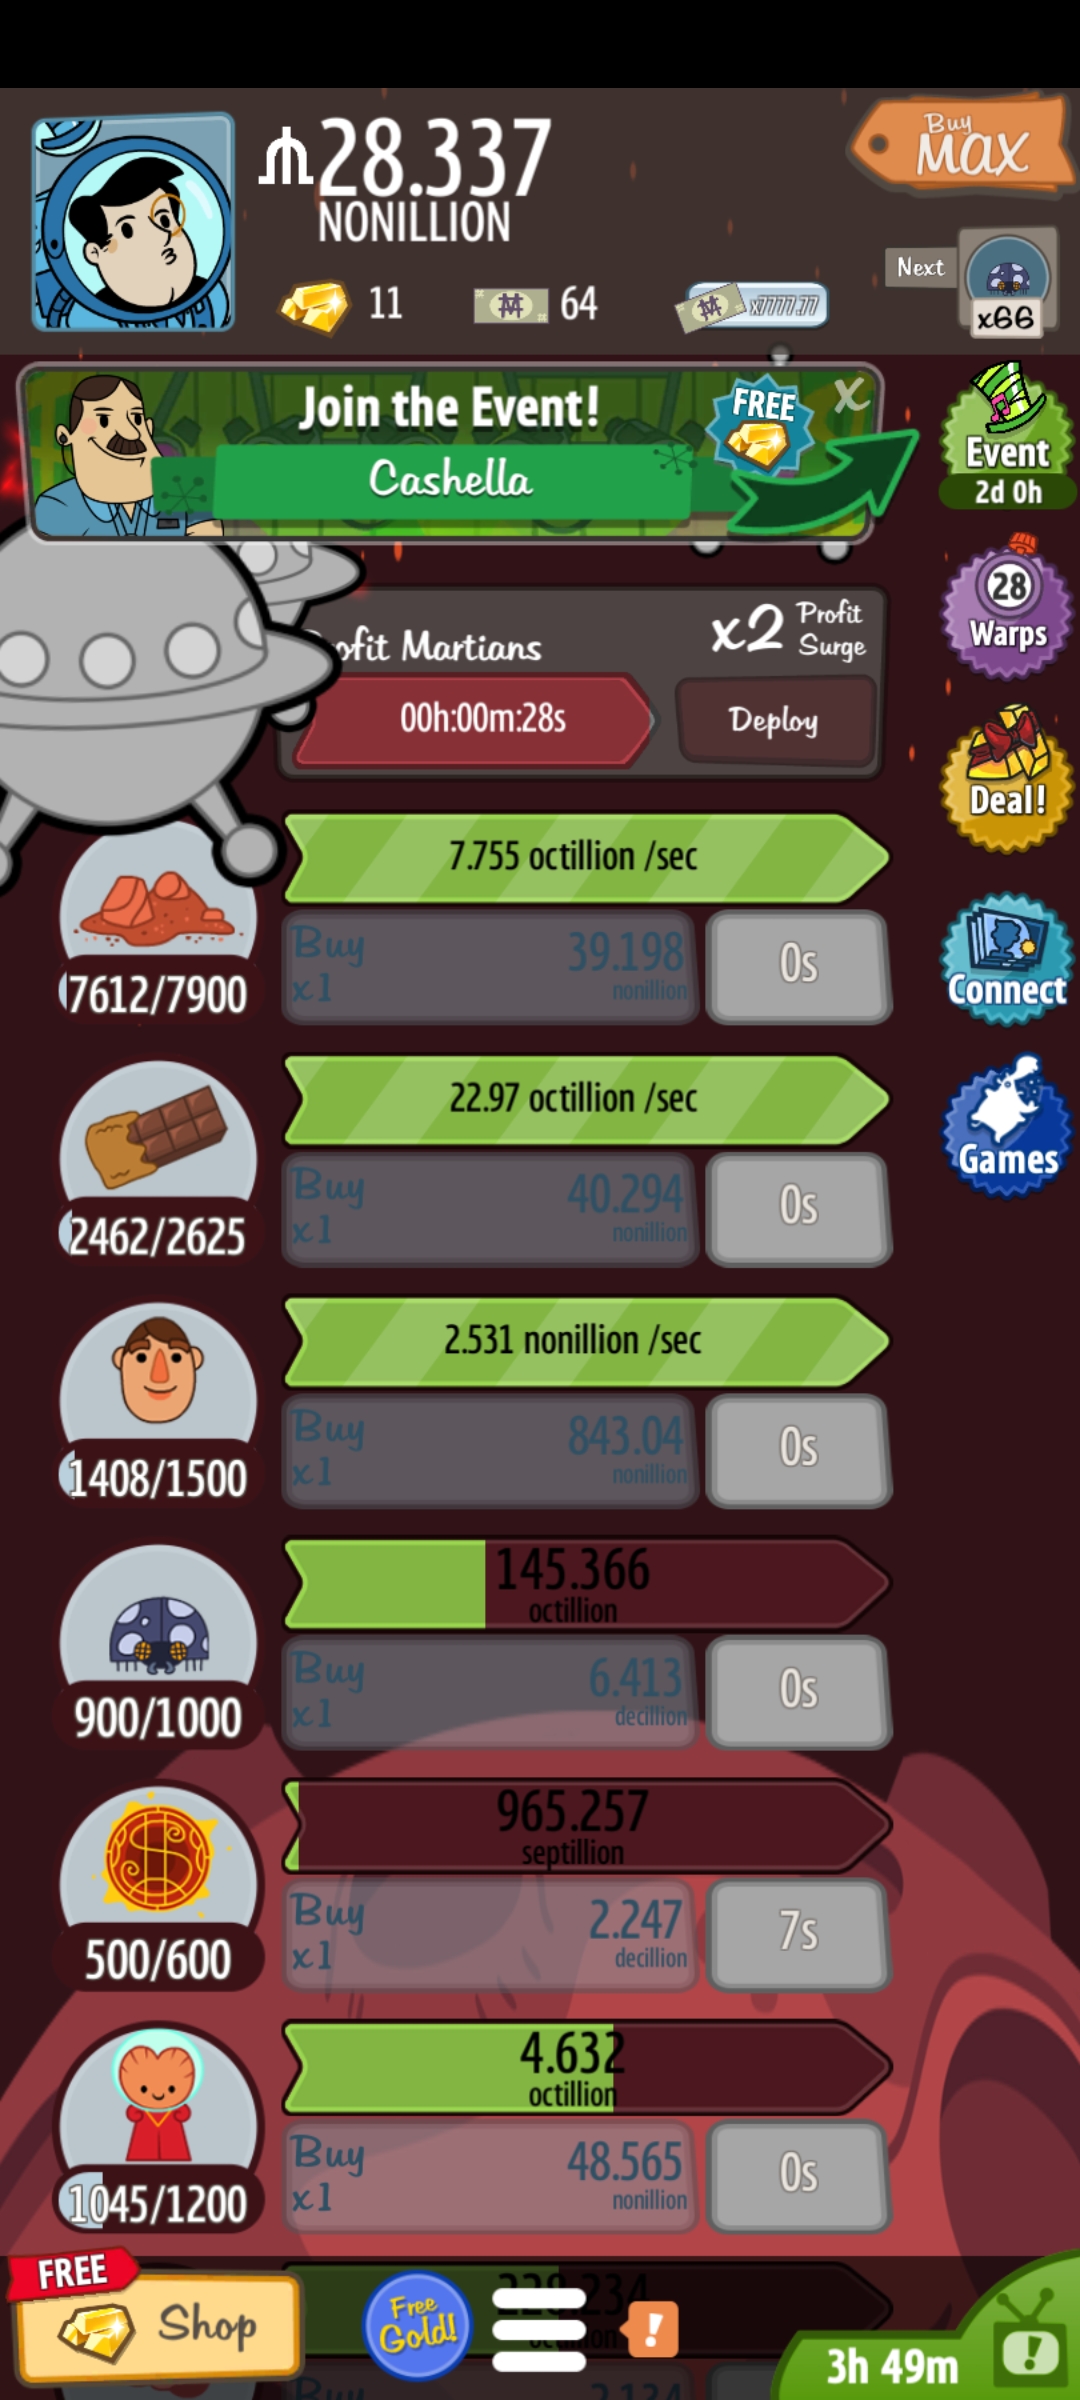 28.337
NONILLION
Buy
MAX
11
64
x7777.77
Next
x66
Join the Event!
FREE
X
Cashella
Event
2d 0h
28
Warps
ofit Martians
x2 Profit
Surge
00h:00m:28s
Deploy
Deal!
7.755 octillion /sec
Buy
x1
39.198
nonillion
0s
7612/7900
Connect
22.97 octillion /sec
Buy
x1
40.294
nonillion
0s
2462/2625
Games
2.531 nonillion /sec
Buy
x1
843.04
nonillion
0s
1408/1500
145.366
octillion
Buy
x1
6.413
decillion
0s
900/1000
965.257
septillion
Buy
x1
2.247
decillion
7s
500/600
4.632
octillion
Buy
x1
48.565
nonillion
0s
1045/1200
FREE
Shop
Free
Gold!
!
3h 49m
!